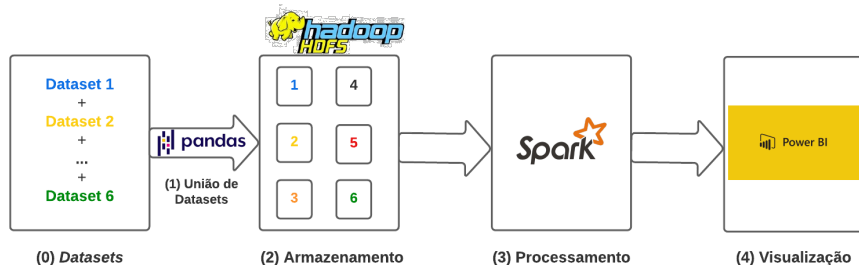 hadoop
HDFS
Dataset 1
+
Dataset 2
+
...
+
Dataset 6
pandas
(1) União de
Datasets
1
4
2
5
3
6
Spark
Power BI
(0) Datasets
(2) Armazenamento
(3) Processamento
(4) Visualização